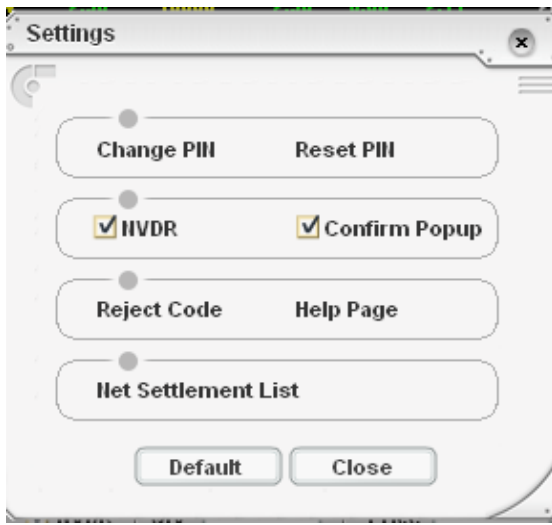 Settings
Change PIN Reset PIN
NVDR Confirm Popup
Reject Code Help Page
Net Settlement List
Default Close